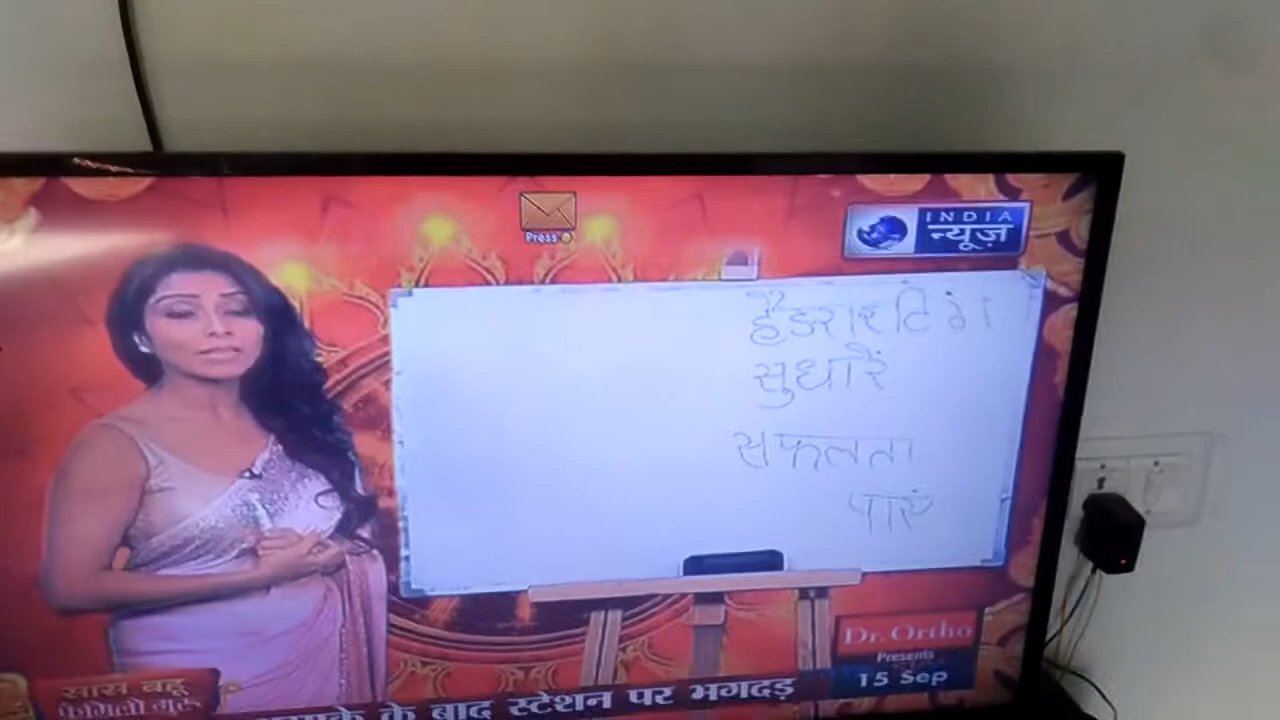 Press
INDIA
न्यूज़
हैडराइटिंग
सुधारें
सफलता
पाएं
Dr. Ortho
Presents
15 Sep
सास बहू
फैमिली गुरू
के बाद स्टेशन पर भगदड़